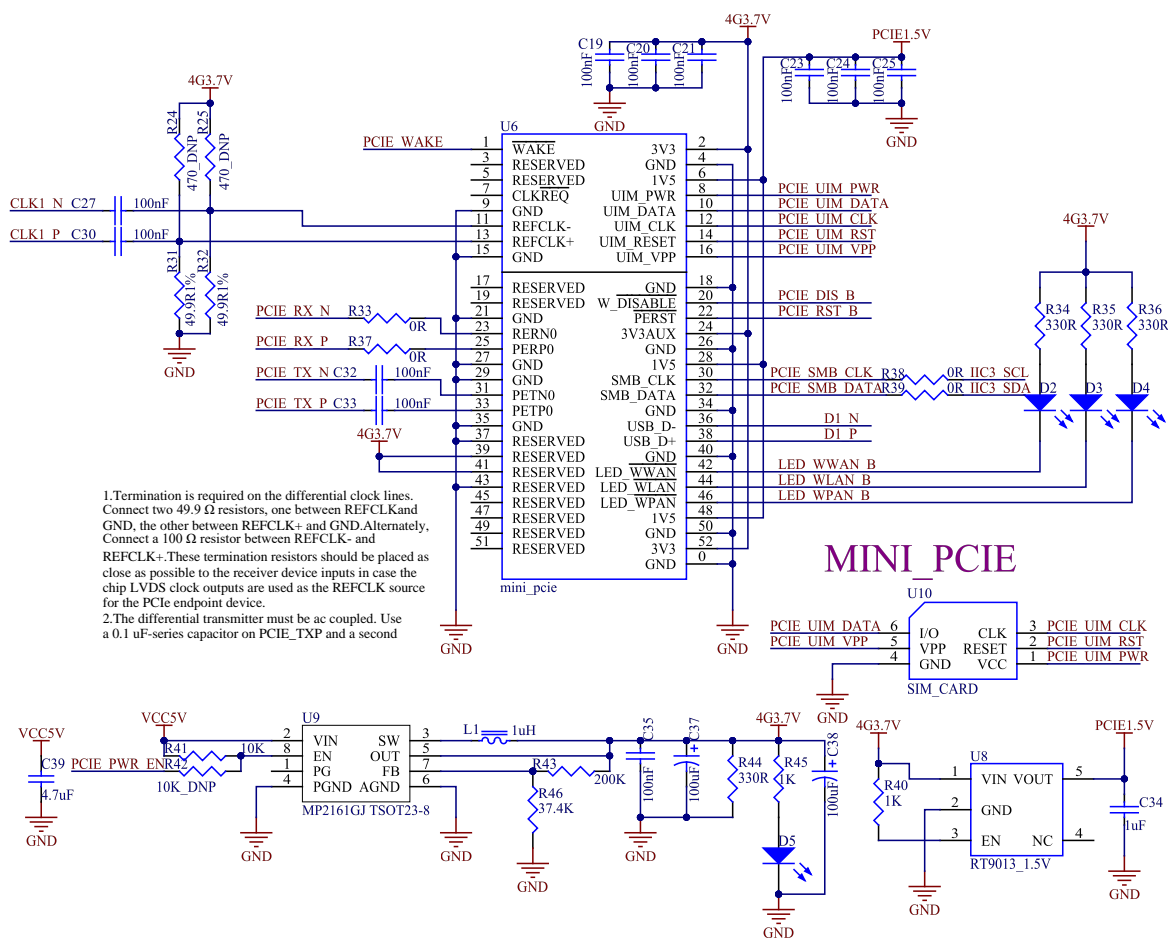 4G3.7V
C19
C20
C21
100nF
100nF
100nF
GND
PCIE1.5V
C23
C24
C25
100nF
100nF
100nF
GND
4G3.7V
R24
R25
470_DNP
470_DNP
CLK1_N C27 100nF
CLK1_P C30 100nF
R31
R32
49.9R1%
49.9R1%
GND
PCIE_WAKE
U6
1 WAKE 3V3 2
3 RESERVED GND 4
5 RESERVED 1V5 6
7 CLKREQ UIM_PWR 8 PCIE_UIM_PWR
9 GND UIM_DATA 10 PCIE_UIM_DATA
11 REFCLK- UIM_CLK 12 PCIE_UIM_CLK
13 REFCLK+ UIM_RESET 14 PCIE_UIM_RST
15 GND UIM_VPP 16 PCIE_UIM_VPP
17 RESERVED GND 18
19 RESERVED W_DISABLE 20 PCIE_DIS_B
21 GND PERST 22 PCIE_RST_B
23 RERN0 3V3AUX 24
25 PERP0 GND 26
27 GND 1V5 28
29 GND SMB_CLK 30 PCIE_SMB_CLK R38 0R IIC3_SCL
31 PETN0 SMB_DATA 32 PCIE_SMB_DATA R39 0R IIC3_SDA
33 PETP0 GND 34
35 GND USB_D- 36 D1_N
37 RESERVED USB_D+ 38 D1_P
39 RESERVED GND 40
41 RESERVED LED_WWAN 42 LED_WWAN_B
43 RESERVED LED_WLAN 44 LED_WLAN_B
45 RESERVED LED_WPAN 46 LED_WPAN_B
47 RESERVED 1V5 48
49 RESERVED GND 50
51 RESERVED 3V3 52
GND 0
mini_pcie
PCIE_RX_N R33 0R
PCIE_RX_P R37 0R
PCIE_TX_N C32 100nF
PCIE_TX_P C33 100nF
4G3.7V
GND
GND
4G3.7V
R34
330R
R35
330R
R36
330R
D2
D3
D4
1.Termination is required on the differential clock lines.
Connect two 49.9 Ω resistors, one between REFCLKand
GND, the other between REFCLK+ and GND.Alternately,
Connect a 100 Ω resistor between REFCLK- and
REFCLK+.These termination resistors should be placed as
close as possible to the receiver device inputs in case the
chip LVDS clock outputs are used as the REFCLK source
for the PCIe endpoint device.
2.The differential transmitter must be ac coupled. Use
a 0.1 uF-series capacitor on PCIE_TXP and a second
MINI_PCIE
U10
PCIE_UIM_DATA 6 I/O CLK 3 PCIE_UIM_CLK
PCIE_UIM_VPP 5 VPP RESET 2 PCIE_UIM_RST
4 GND VCC 1 PCIE_UIM_PWR
SIM_CARD
GND
VCC5V
C39
4.7uF
GND
VCC5V
R41 10K
PCIE_PWR_EN R42
10K_DNP
U9
2 VIN SW 3
8 EN OUT 5
1 PG FB 7
4 PGND AGND 6
MP2161GJ TSOT23-8
GND
GND
L1 1uH
R43
200K
R46
37.4K
GND
C35
100nF
C37
100uF
+
R44
330R
GND
4G3.7V
R45
1K
D5
C38
100uF
+
GND
4G3.7V
R40
1K
U8
1 VIN VOUT 5
2 GND
3 EN NC 4
RT9013_1.5V
GND
PCIE1.5V
C34
1uF
GND